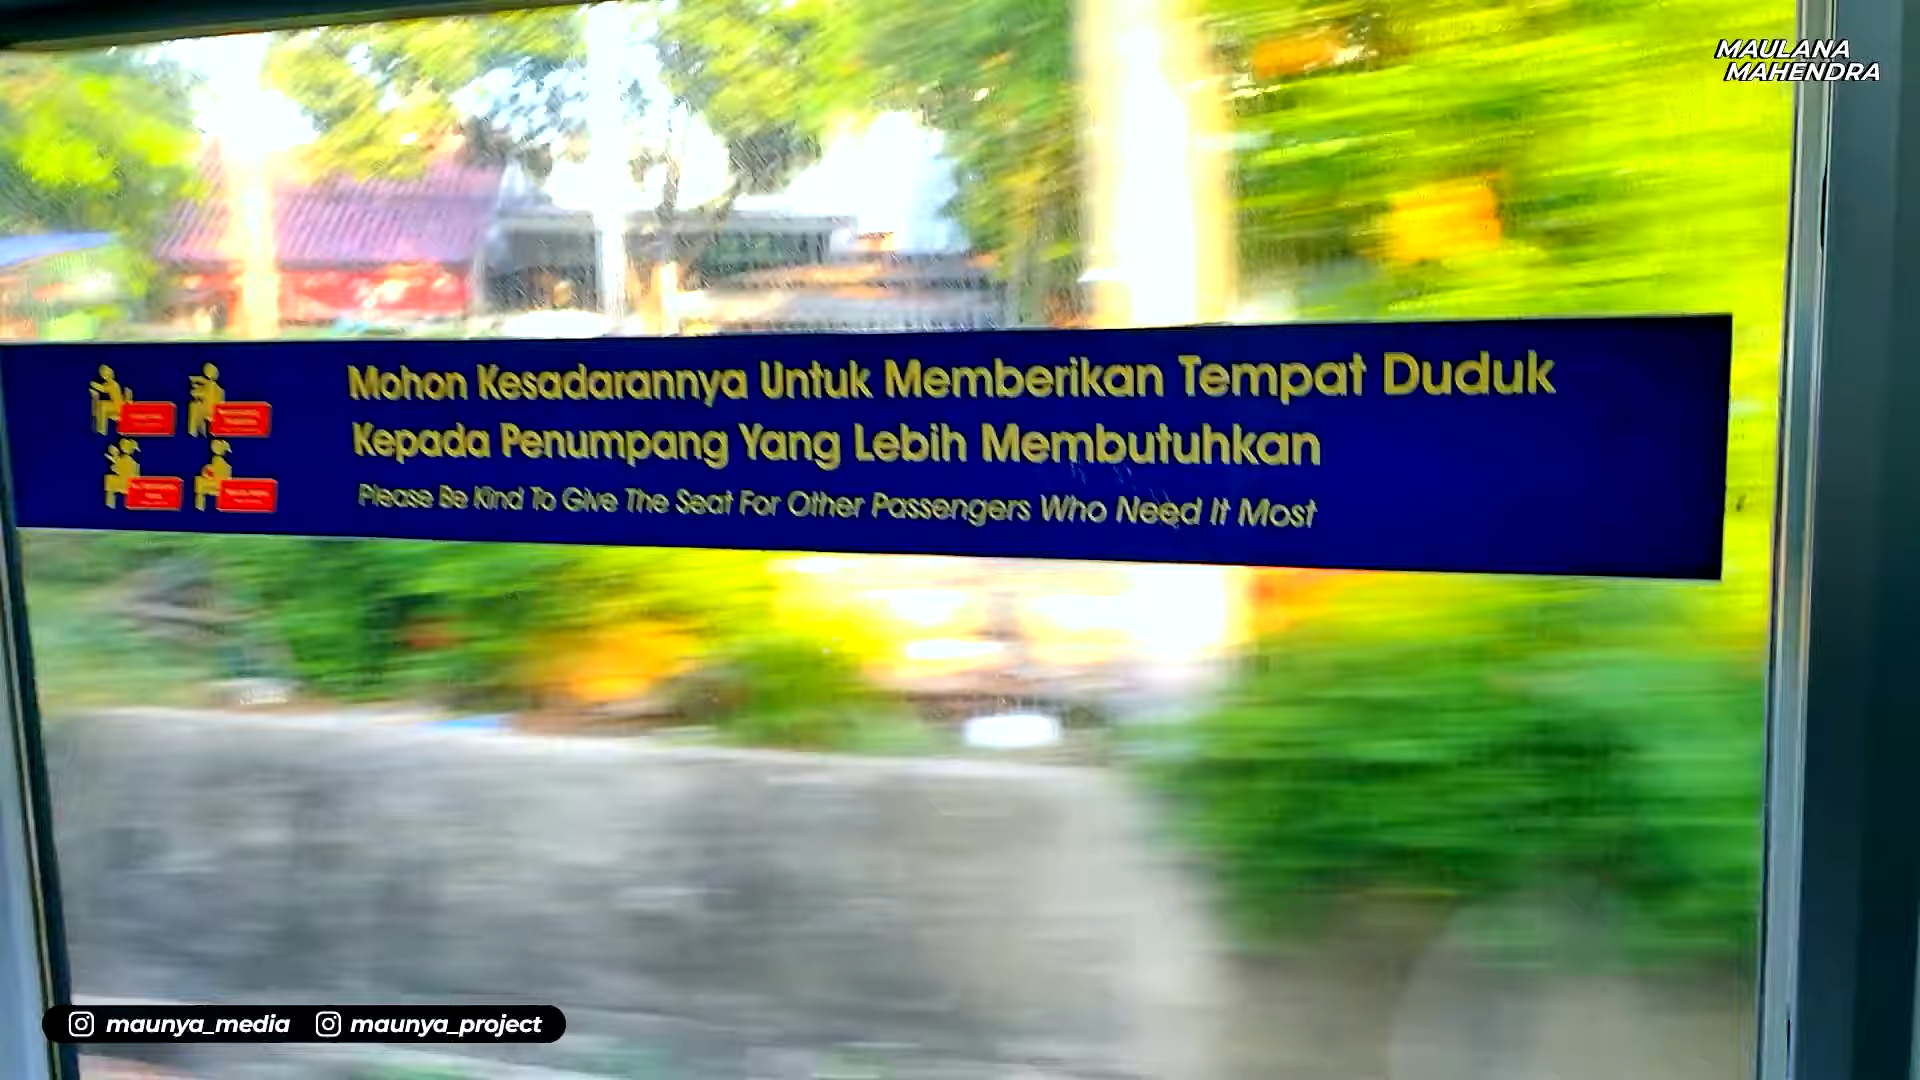 MAULANA
MAHENDRA
Mohon Kesadarannya Untuk Memberikan Tempat Duduk
Kepada Penumpang Yang Lebih Membutuhkan
Please Be Kind To Give The Seat For Other Passengers Who Need It Most
maunya_media maunya_project